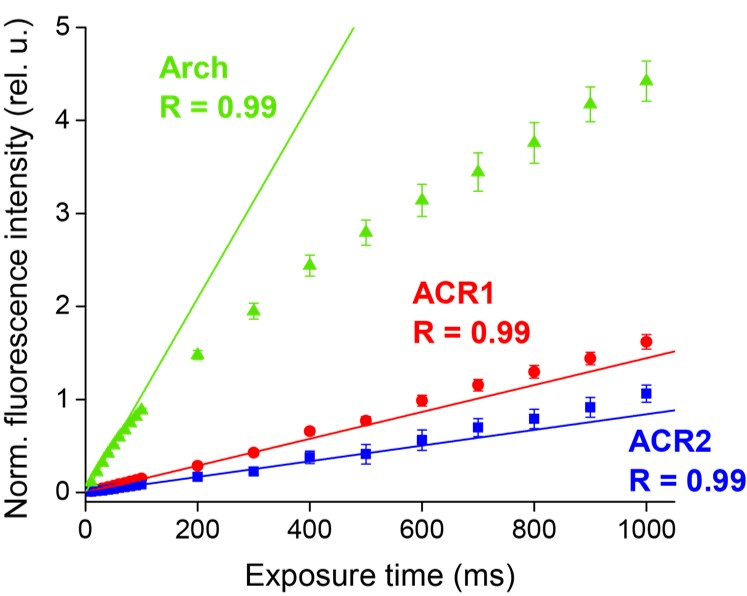 Norm. fluorescence intensity (rel. u.)
5
4
3
2
1
0
Arch
R = 0.99
ACR1
R = 0.99
ACR2
R = 0.99
0
200
400
600
800
1000
Exposure time (ms)